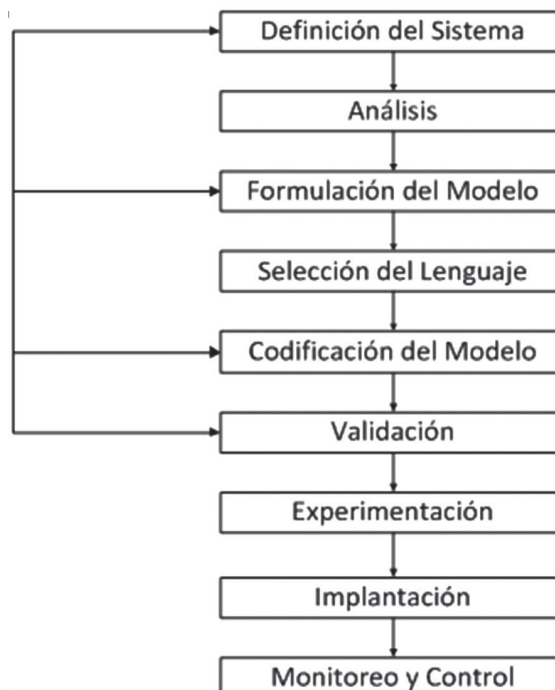 Definición del Sistema
Análisis
Formulación del Modelo
Selección del Lenguaje
Codificación del Modelo
Validación
Experimentación
Implantación
Monitoreo y Control